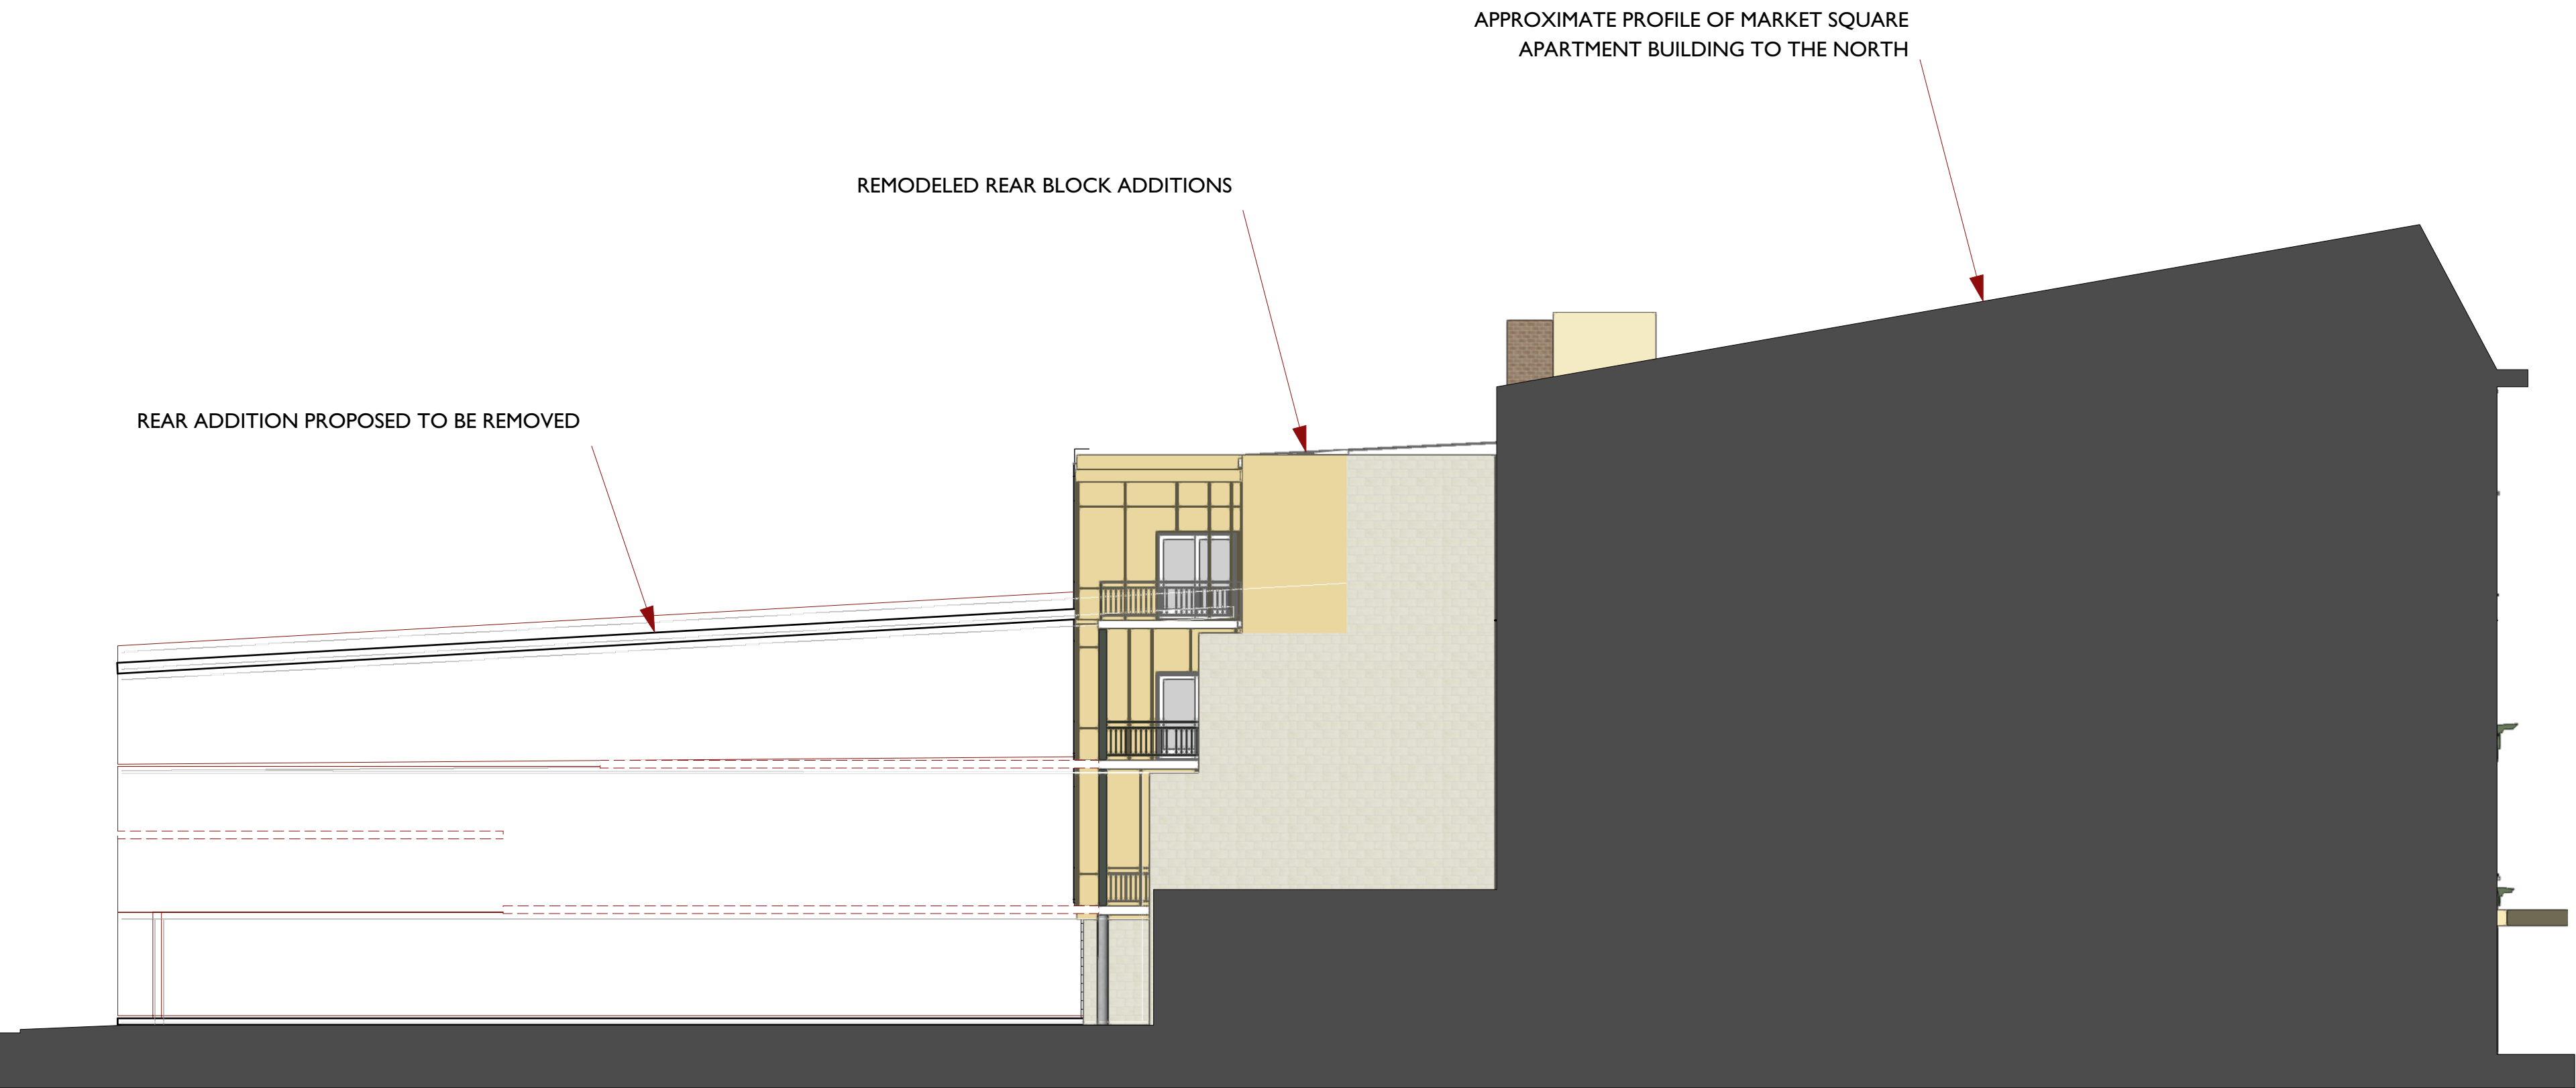 APPROXIMATE PROFILE OF MARKET SQUARE
APARTMENT BUILDING TO THE NORTH
REMODELED REAR BLOCK ADDITIONS
REAR ADDITION PROPOSED TO BE REMOVED